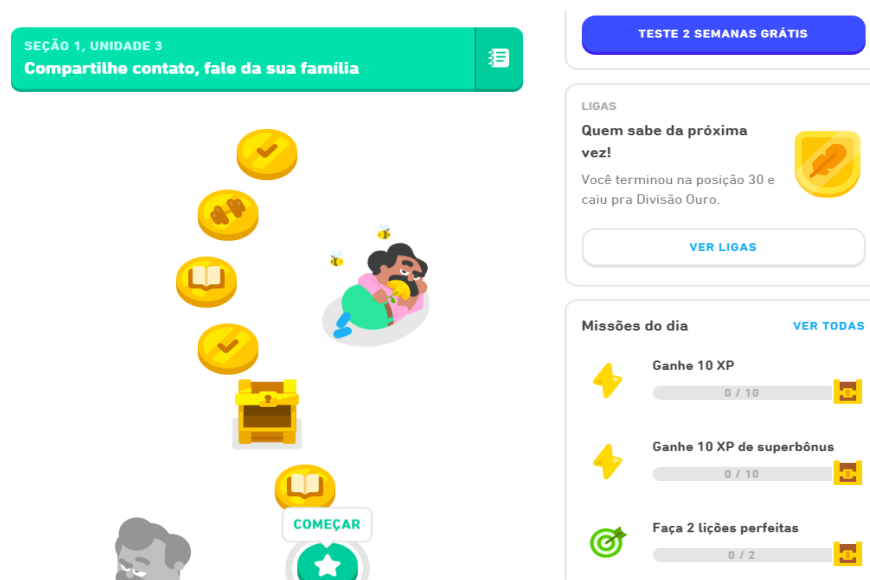 SEÇÃO 1, UNIDADE 3
Compartilhe contato, fale da sua família
COMEÇAR
TESTE 2 SEMANAS GRÁTIS
LIGAS
Quem sabe da próxima
vez!
Você terminou na posição 30 e
caiu pra Divisão Ouro.
VER LIGAS
Missões do dia
VER TODAS
Ganhe 10 XP
0 / 10
Ganhe 10 XP de superbônus
0 / 10
Faça 2 lições perfeitas
0 / 2